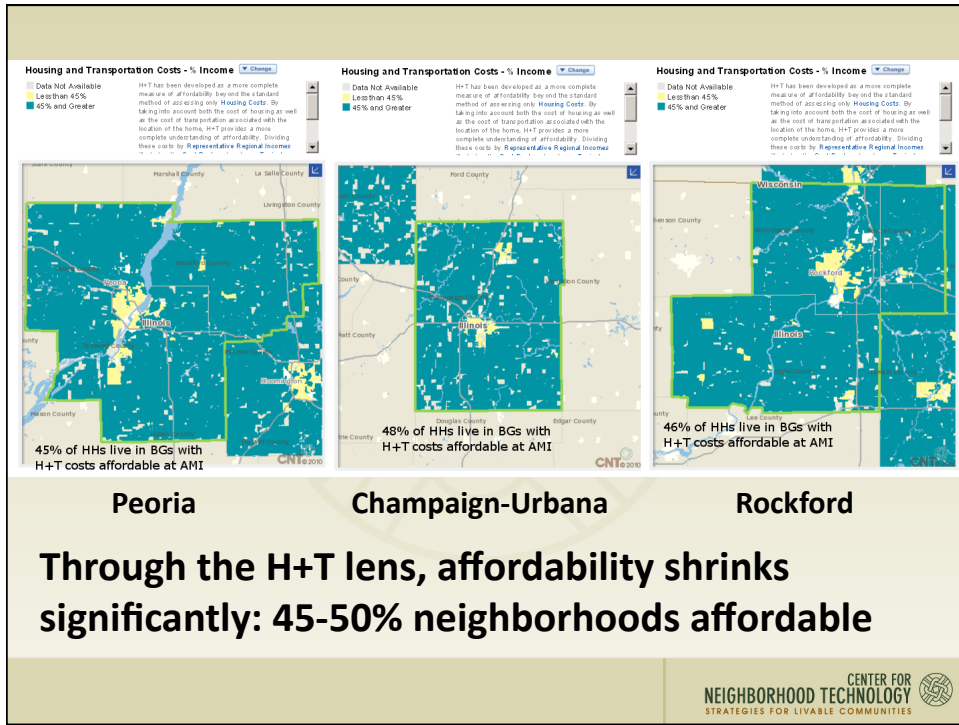 Housing and Transportation Costs - % Income ▼ Change
Data Not Available
Less than 45%
45% and Greater
H+T has been developed as a more complete
measure of affordability beyond the standard
method of assessing only Housing Costs. By
taking into account both the cost of housing as well
as the cost of transportation associated with the
location of the home, H+T provides a more
complete understanding of affordability. Dividing
these costs by Representative Regional Incomes
Marshall County
La Salle County
Livingston County
Peoria
Illinois
Bloomington
Mason County
45% of HHs live in BGs with
H+T costs affordable at AMI
CNT © 2010
Housing and Transportation Costs - % Income ▼ Change
Data Not Available
Less than 45%
45% and Greater
H+T has been developed as a more complete
measure of affordability beyond the standard
method of assessing only Housing Costs. By
taking into account both the cost of housing as well
as the cost of transportation associated with the
location of the home, H+T provides a more
complete understanding of affordability. Dividing
these costs by Representative Regional Incomes
Ford County
County
Illinois
Piatt County
Douglas County
Edgar County
48% of HHs live in BGs with
H+T costs affordable at AMI
CNT © 2010
Housing and Transportation Costs - % Income ▼ Change
Data Not Available
Less than 45%
45% and Greater
H+T has been developed as a more complete
measure of affordability beyond the standard
method of assessing only Housing Costs. By
taking into account both the cost of housing as well
as the cost of transportation associated with the
location of the home, H+T provides a more
complete understanding of affordability. Dividing
these costs by Representative Regional Incomes
Wisconsin
henson County
Rockford
Illinois
Lee County
46% of HHs live in BGs with
H+T costs affordable at AMI
Peoria
Champaign-Urbana
Rockford
Through the H+T lens, affordability shrinks
significantly: 45-50% neighborhoods affordable
CENTER FOR
NEIGHBORHOOD TECHNOLOGY
STRATEGIES FOR LIVABLE COMMUNITIES